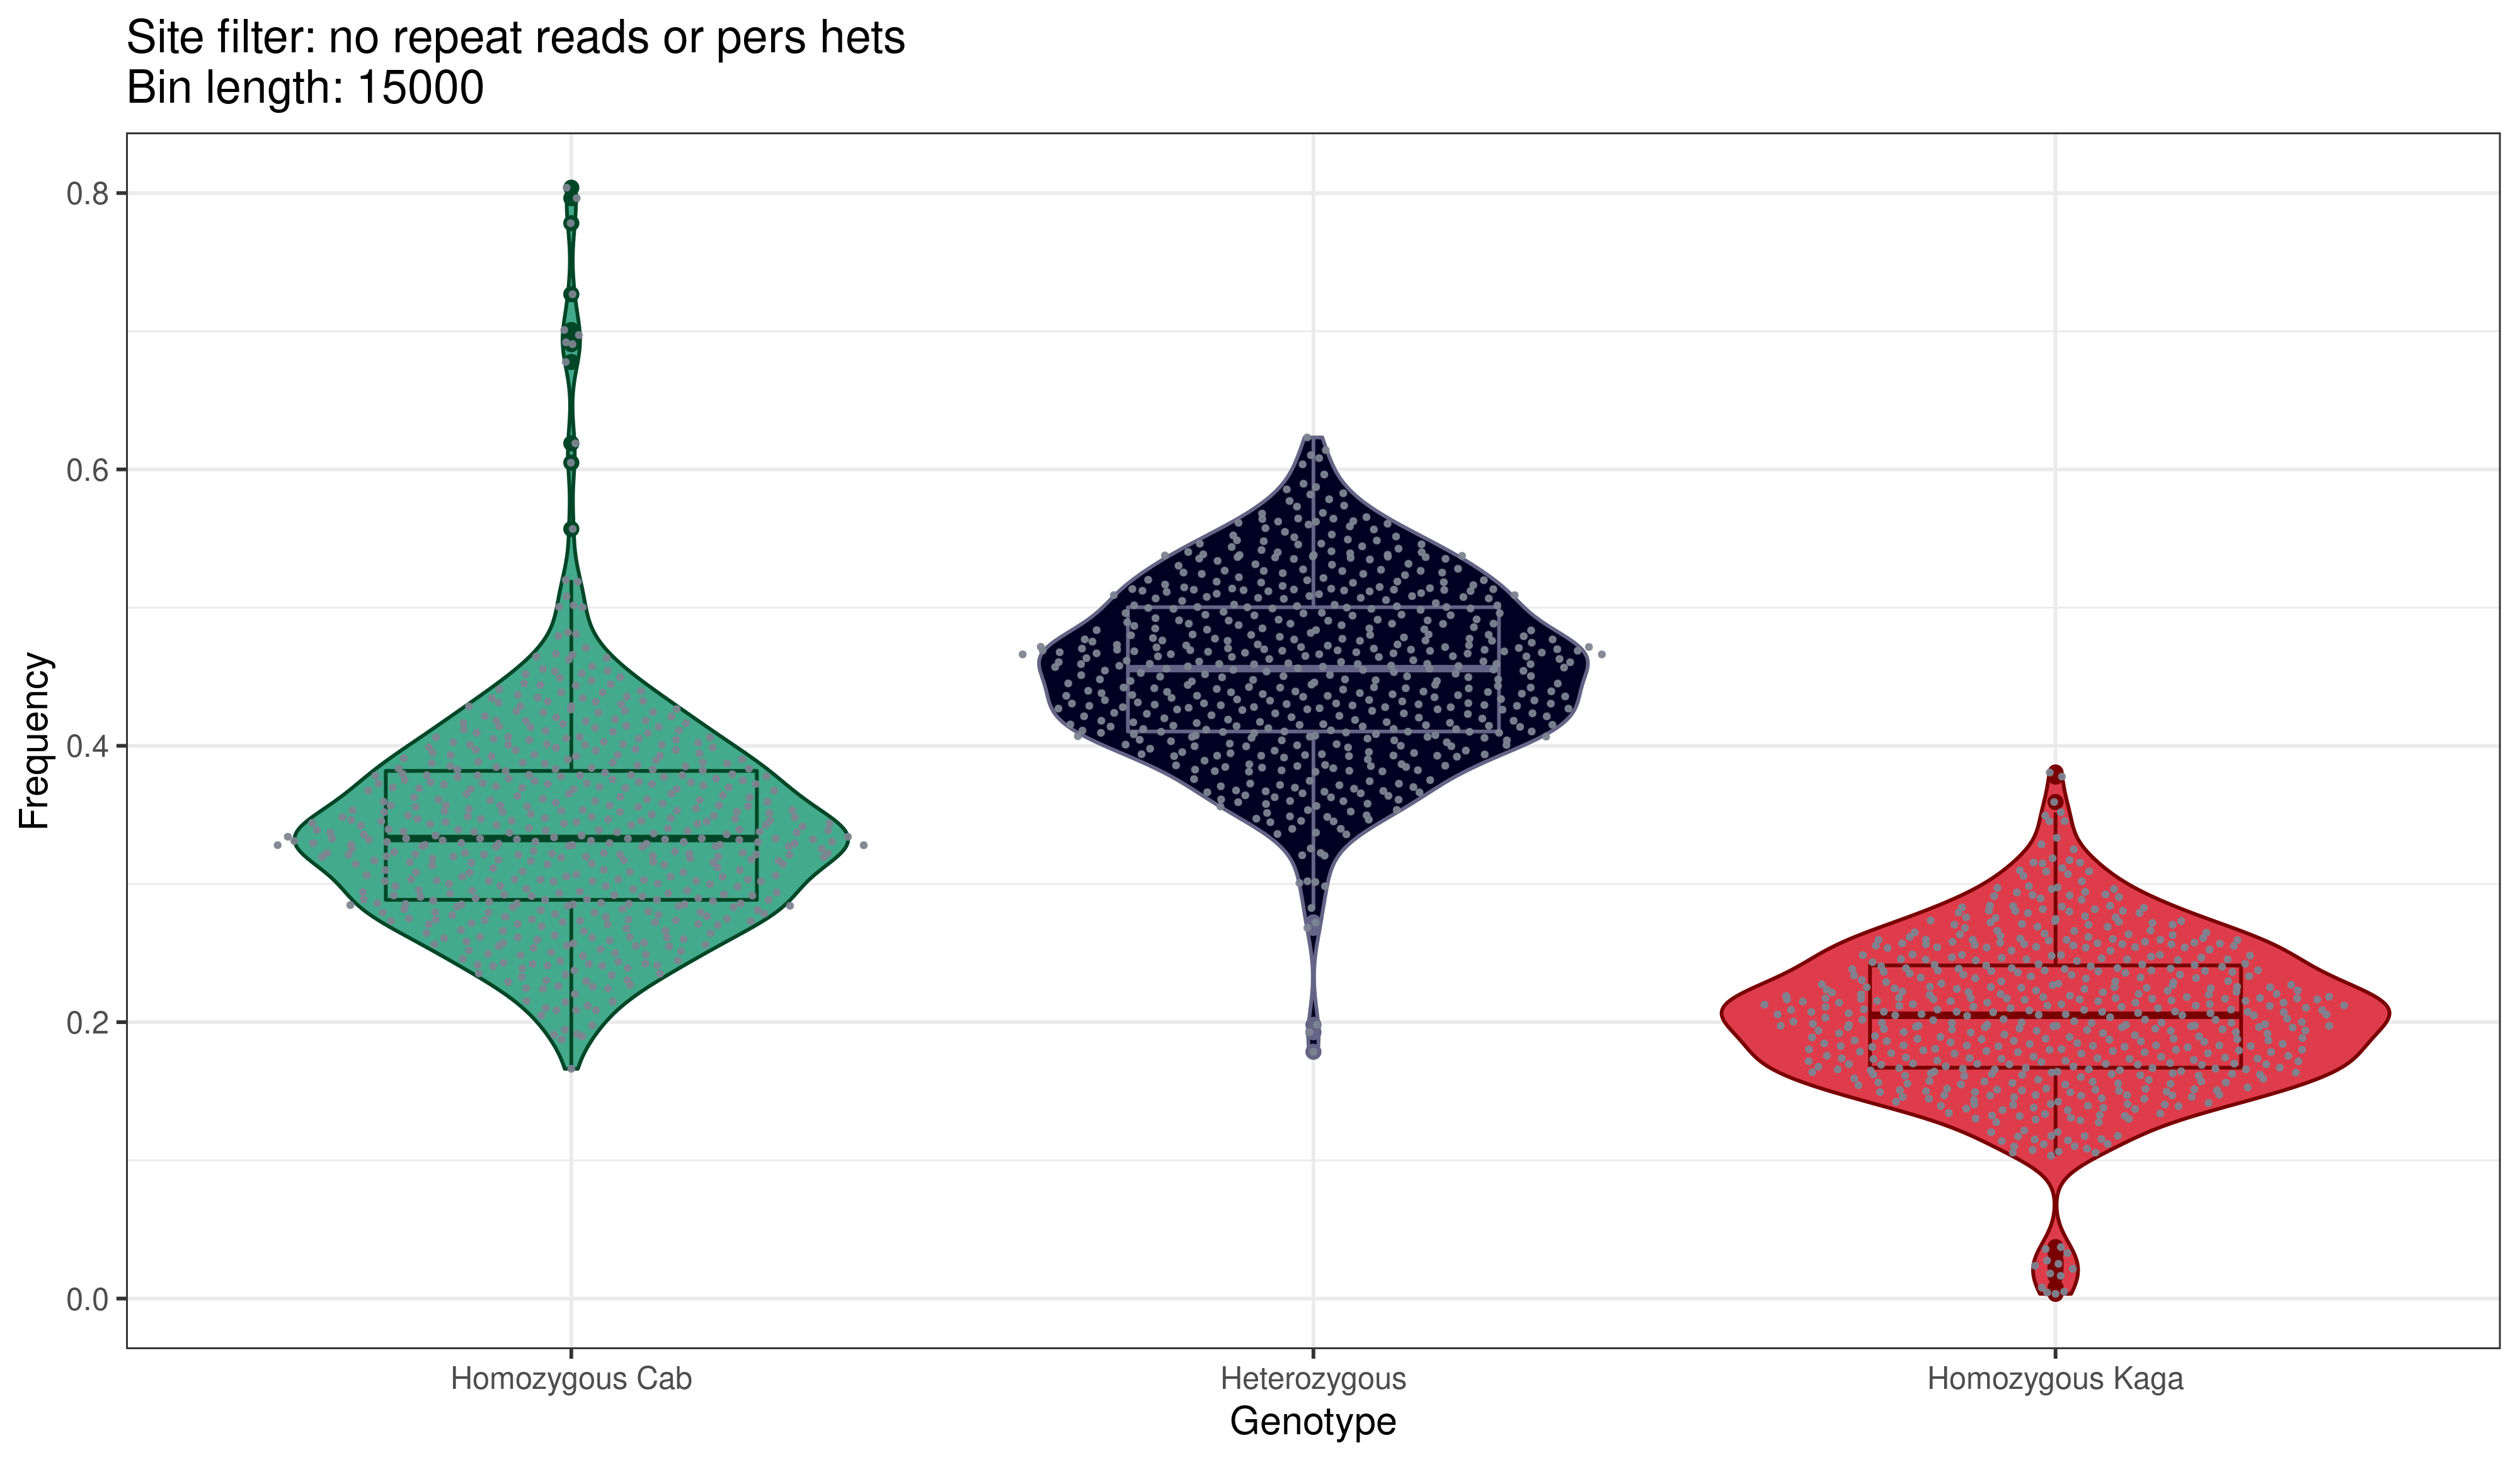 Site filter: no repeat reads or pers hets
Bin length: 15000
0.8
0.6
0.4
0.2
0.0
Frequency
Homozygous Cab
Heterozygous
Homozygous Kaga
Genotype